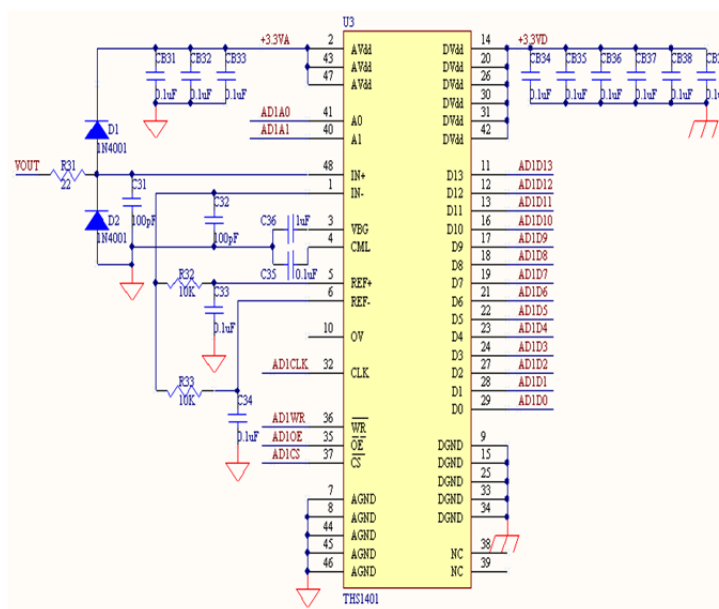 U3
+3.3VA 2 AVdd DVdd 14 +3.3VD
43 AVdd DVdd 20
47 AVdd DVdd 26
DVdd 30
DVdd 31
DVdd 42
CB31 CB32 CB33
0.1uF 0.1uF 0.1uF
CB34 CB35 CB36 CB37 CB38
0.1uF 0.1uF 0.1uF 0.1uF 0.1uF
AD1A0 41 A0
AD1A1 40 A1
D1
1N4001
VOUT R31
22
48 IN+
1 IN-
D2
1N4001
C31
100pF
C32
100pF
C36 1uF
3 VBG
4 CML
C35 0.1uF
R32
10K
5 REF+
6 REF-
C33
0.1uF
10 OV
AD1CLK 32 CLK
R33
10K
C34
0.1uF
AD1WR 36 WR
AD1OE 35 OE
AD1CS 37 CS
7 AGND
8 AGND
44 AGND
45 AGND
46 AGND
D13 11 AD1D13
D12 12 AD1D12
D11 13 AD1D11
D10 16 AD1D10
D9 17 AD1D9
D8 18 AD1D8
D7 19 AD1D7
D6 21 AD1D6
D5 22 AD1D5
D4 23 AD1D4
D3 24 AD1D3
D2 27 AD1D2
D1 28 AD1D1
D0 29 AD1D0
DGND 9
DGND 15
DGND 25
DGND 33
DGND 34
NC 38
NC 39
THS1401